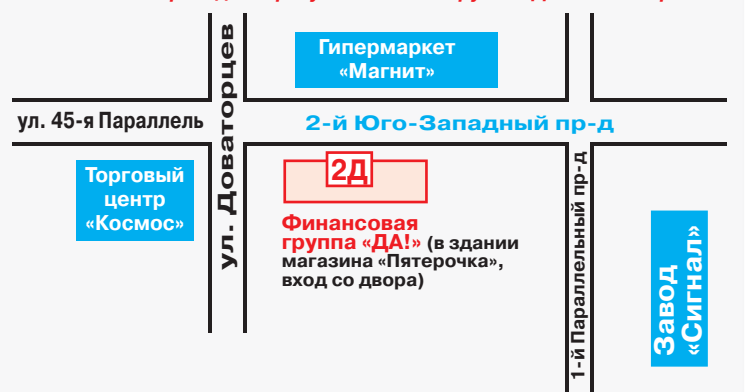 Гипермаркет
«Магнит»
ул. Доваторцев
ул. 45-я Параллель
2-й Юго-Западный пр-д
Торговый
центр
«Космос»
2Д
Финансовая
группа «ДА!» (в здании
магазина «Пятерочка»,
вход со двора)
1-й Параллельный пр-д
Завод
«Сигнал»